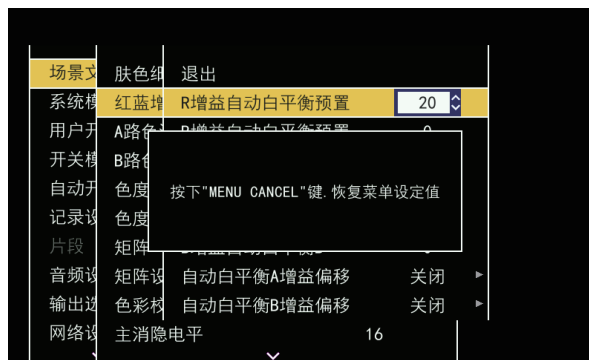 场景文 肤色细 退出
系统模 红蓝增 R增益自动白平衡预置 20
用户开 A路色
开关模 B路色
自动开 色度
按下"MENU CANCEL"键.恢复菜单设定值
记录设 色度
片段 矩阵
音频设 矩阵设 自动白平衡A增益偏移 关闭
输出选 色彩校 自动白平衡B增益偏移 关闭
网络设 主消隐电平 16